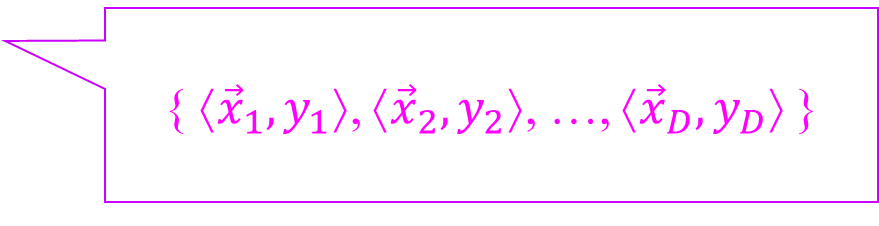 { ⟨x⃗₁, y₁⟩, ⟨x⃗₂, y₂⟩, …, ⟨x⃗_D, y_D⟩ }